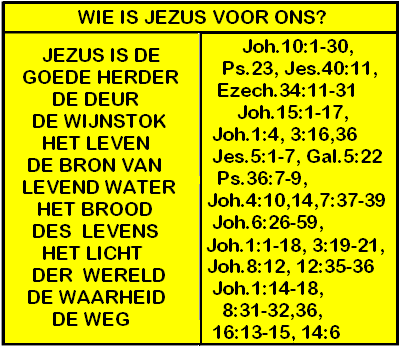 WIE IS JEZUS VOOR ONS?
JEZUS IS DE
GOEDE HERDER
DE DEUR
DE WIJNSTOK
HET LEVEN
DE BRON VAN
LEVEND WATER
HET BROOD
DES LEVENS
HET LICHT
DER WERELD
DE WAARHEID
DE WEG
Joh.10:1-30,
Ps.23, Jes.40:11,
Ezech.34:11-31
Joh.15:1-17,
Joh.1:4, 3:16,36
Jes.5:1-7, Gal.5:22
Ps.36:7-9,
Joh.4:10,14,7:37-39
Joh.6:26-59,
Joh.1:1-18, 3:19-21,
Joh.8:12, 12:35-36
Joh.1:14-18,
8:31-32,36,
16:13-15, 14:6